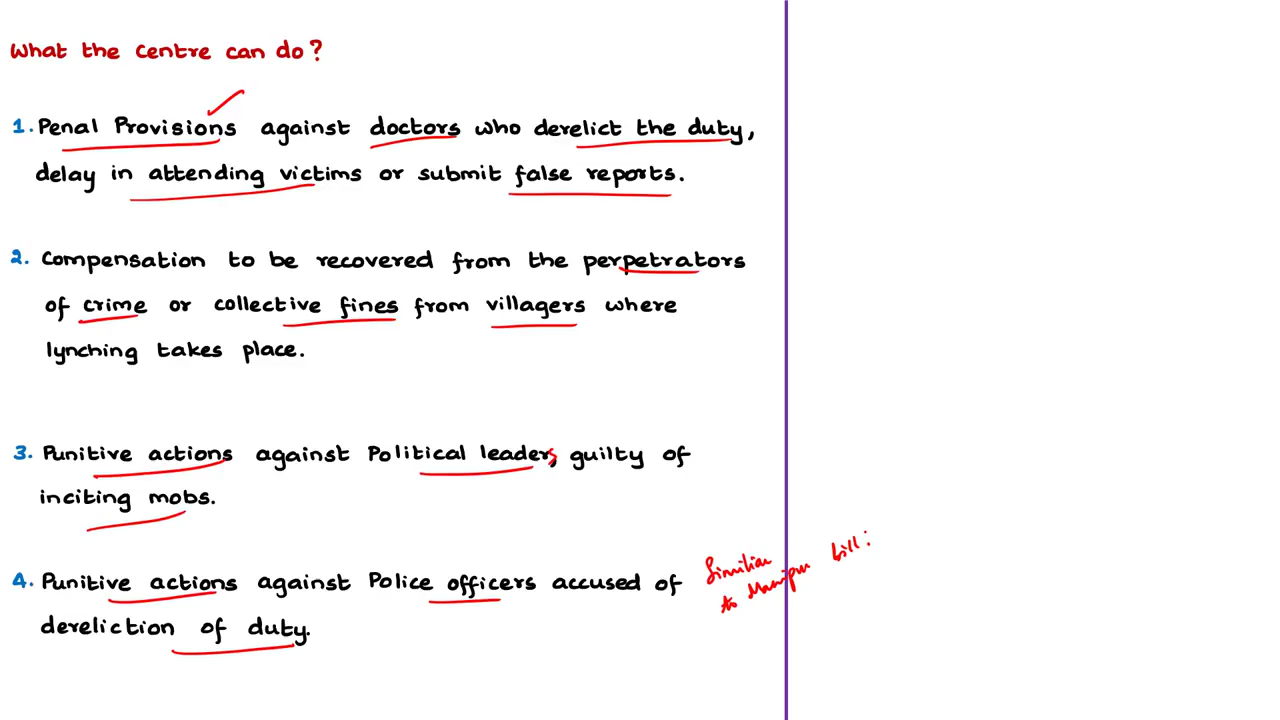 What the centre can do?
1. Penal Provisions against doctors who derelict the duty,
delay in attending victims or submit false reports.
2. Compensation to be recovered from the perpetrators
of crime or collective fines from villagers where
lynching takes place.
3. Punitive actions against Political leaders guilty of
inciting mobs.
4. Punitive actions against Police officers accused of
dereliction of duty.
Similar
to Manipur bill: